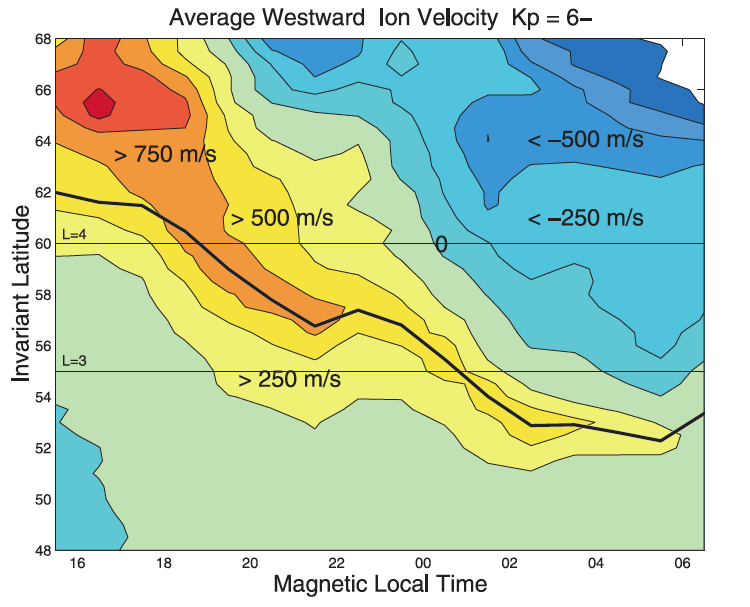 Average Westward Ion Velocity Kp = 6–
68
66
64
62
60
58
56
54
52
50
48
Invariant Latitude
> 750 m/s
< –500 m/s
> 500 m/s
< –250 m/s
L=4
0
L=3
> 250 m/s
16 18 20 22 00 02 04 06
Magnetic Local Time